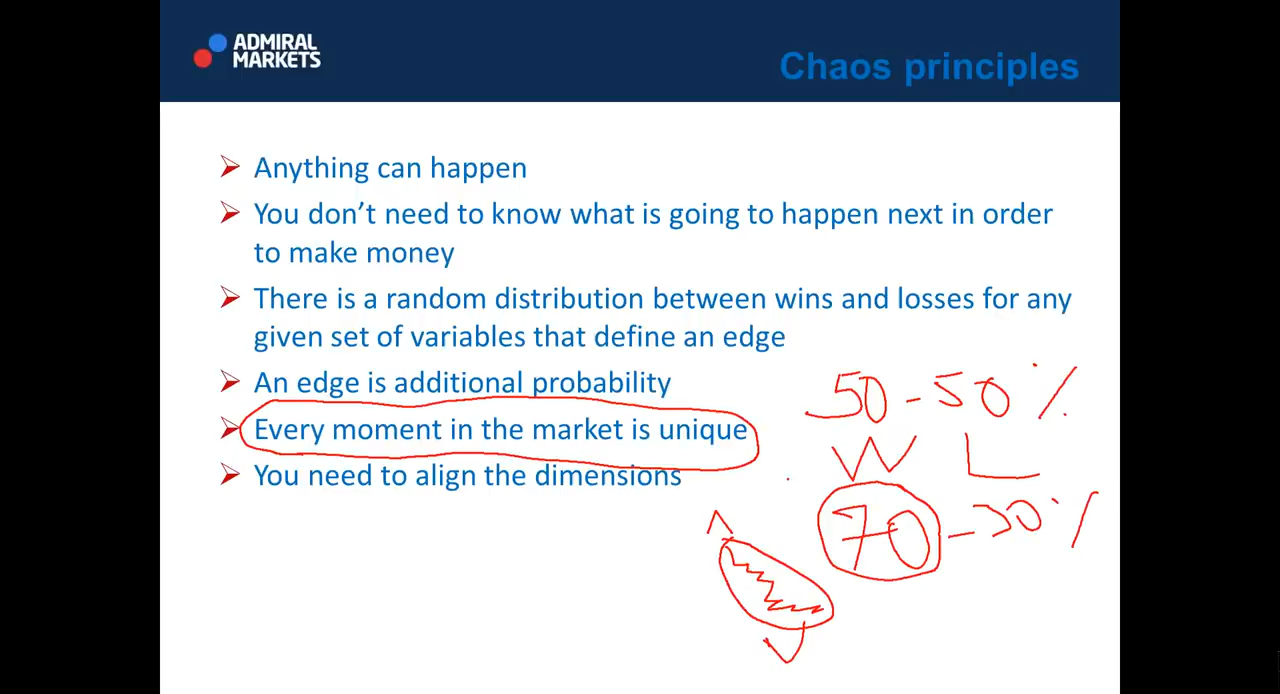 ADMIRAL
MARKETS
Chaos principles
Anything can happen
You don't need to know what is going to happen next in order
to make money
There is a random distribution between wins and losses for any
given set of variables that define an edge
An edge is additional probability
Every moment in the market is unique
You need to align the dimensions
50-50%
W L
70-30%